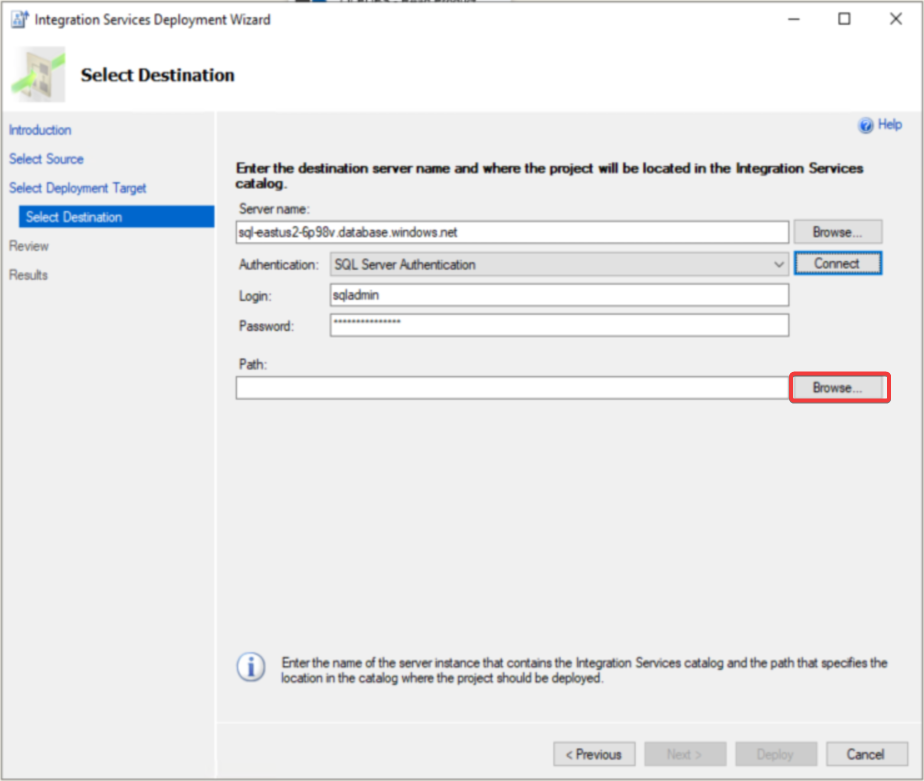 Integration Services Deployment Wizard
Select Destination
Introduction
Select Source
Select Deployment Target
Select Destination
Review
Results
Help
Enter the destination server name and where the project will be located in the Integration Services
catalog.
Server name:
sql-eastus2-6p98v.database.windows.net
Browse...
Authentication:
SQL Server Authentication
Connect
Login:
sqladmin
Password:
***************
Path:
Browse...
Enter the name of the server instance that contains the Integration Services catalog and the path that specifies the
location in the catalog where the project should be deployed.
< Previous
Next >
Deploy
Cancel